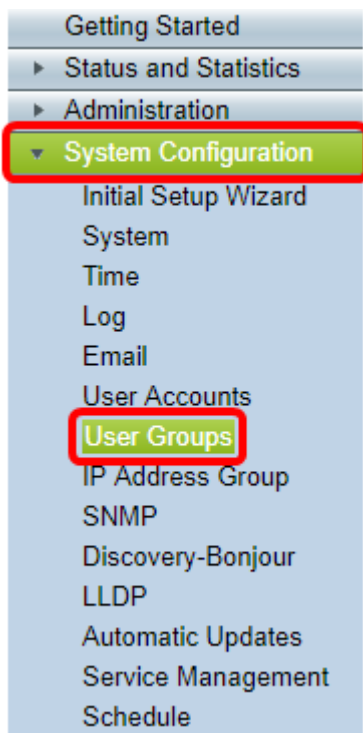 Getting Started
Status and Statistics
Administration
System Configuration
Initial Setup Wizard
System
Time
Log
Email
User Accounts
User Groups
IP Address Group
SNMP
Discovery-Bonjour
LLDP
Automatic Updates
Service Management
Schedule